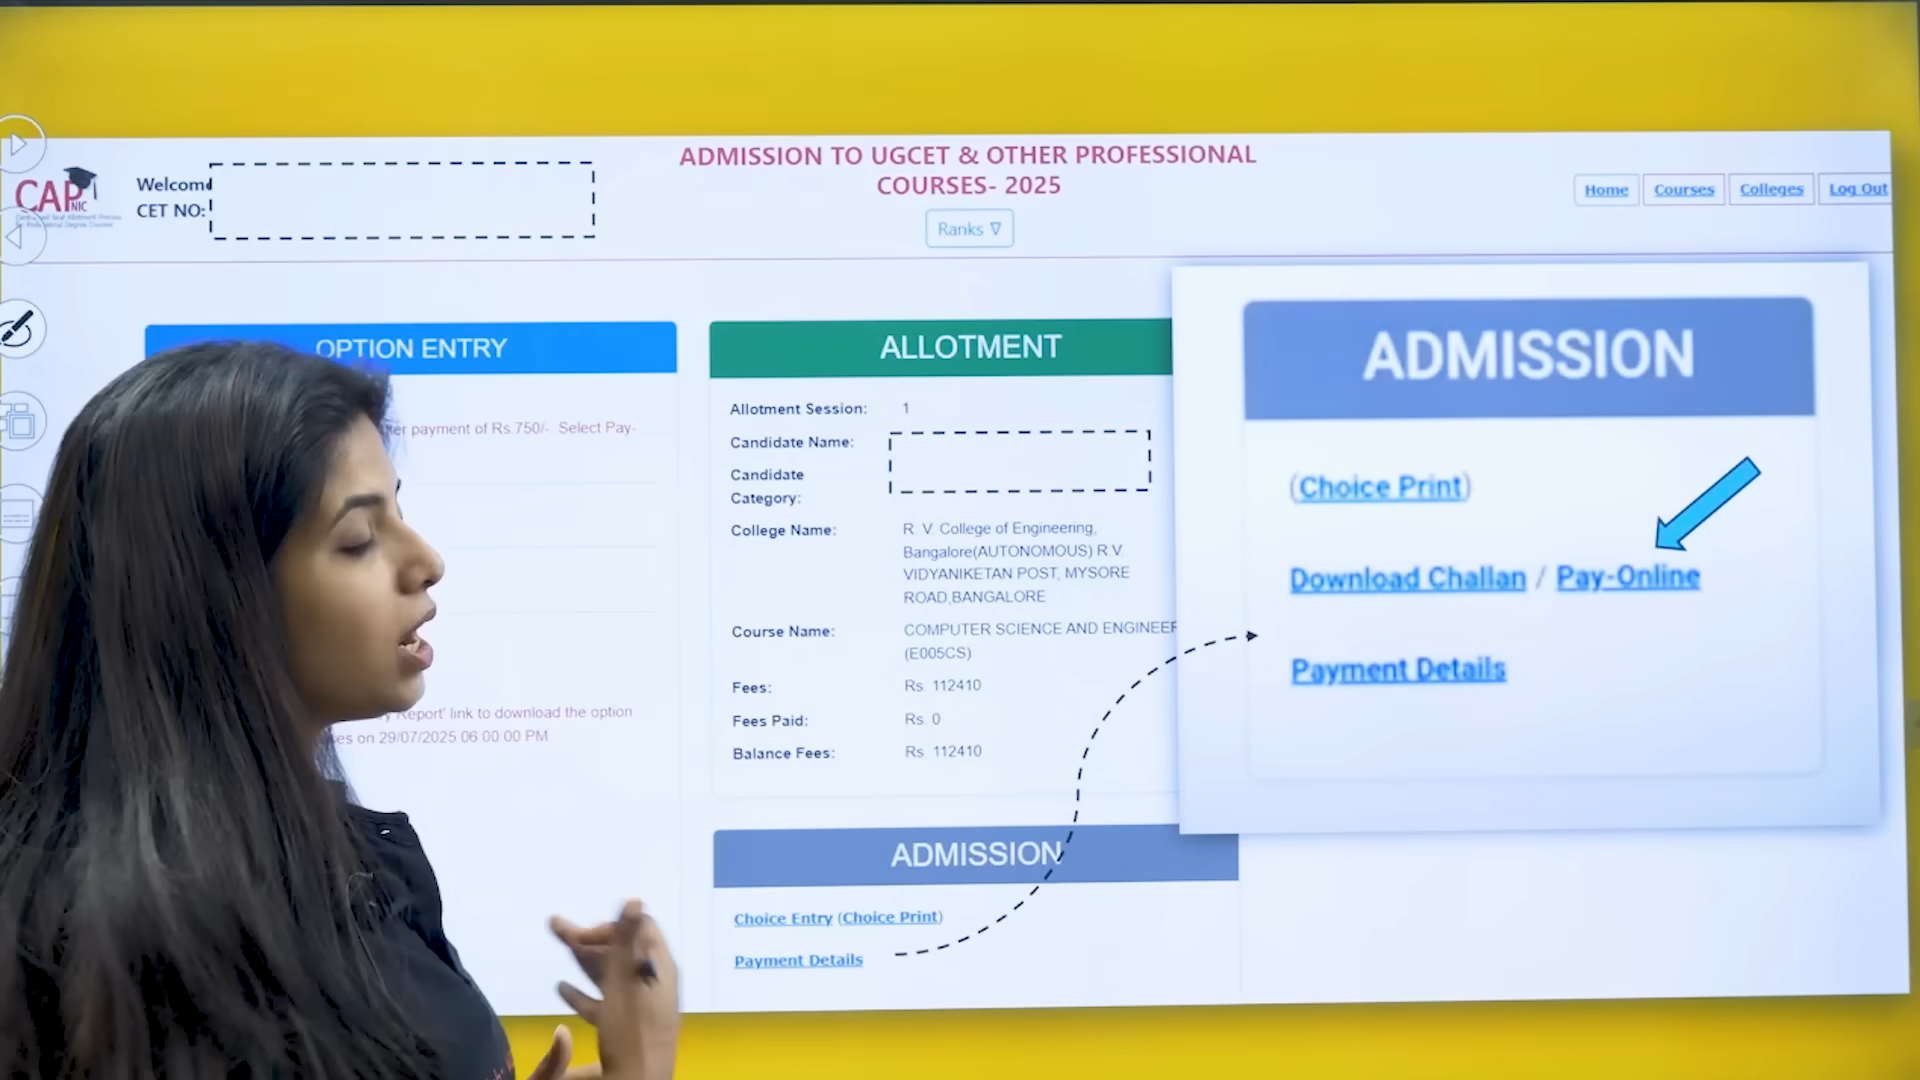 ADMISSION TO UGCET & OTHER PROFESSIONAL
COURSES- 2025
CAP
NIC
Welcome
CET NO:
Ranks ∇
Home
Courses
Colleges
Log Out
OPTION ENTRY
payment of Rs.750/-. Select Pay-
Report' link to download the option
on 29/07/2025 06:00:00 PM
ALLOTMENT
Allotment Session: 1
Candidate Name:
Candidate
Category:
College Name: R. V. College of Engineering,
Bangalore(AUTONOMOUS) R.V.
VIDYANIKETAN POST, MYSORE
ROAD,BANGALORE
Course Name: COMPUTER SCIENCE AND ENGINEER
(E005CS)
Fees: Rs. 112410
Fees Paid: Rs. 0
Balance Fees: Rs. 112410
ADMISSION
Choice Entry (Choice Print)
Payment Details
ADMISSION
(Choice Print)
Download Challan / Pay-Online
Payment Details